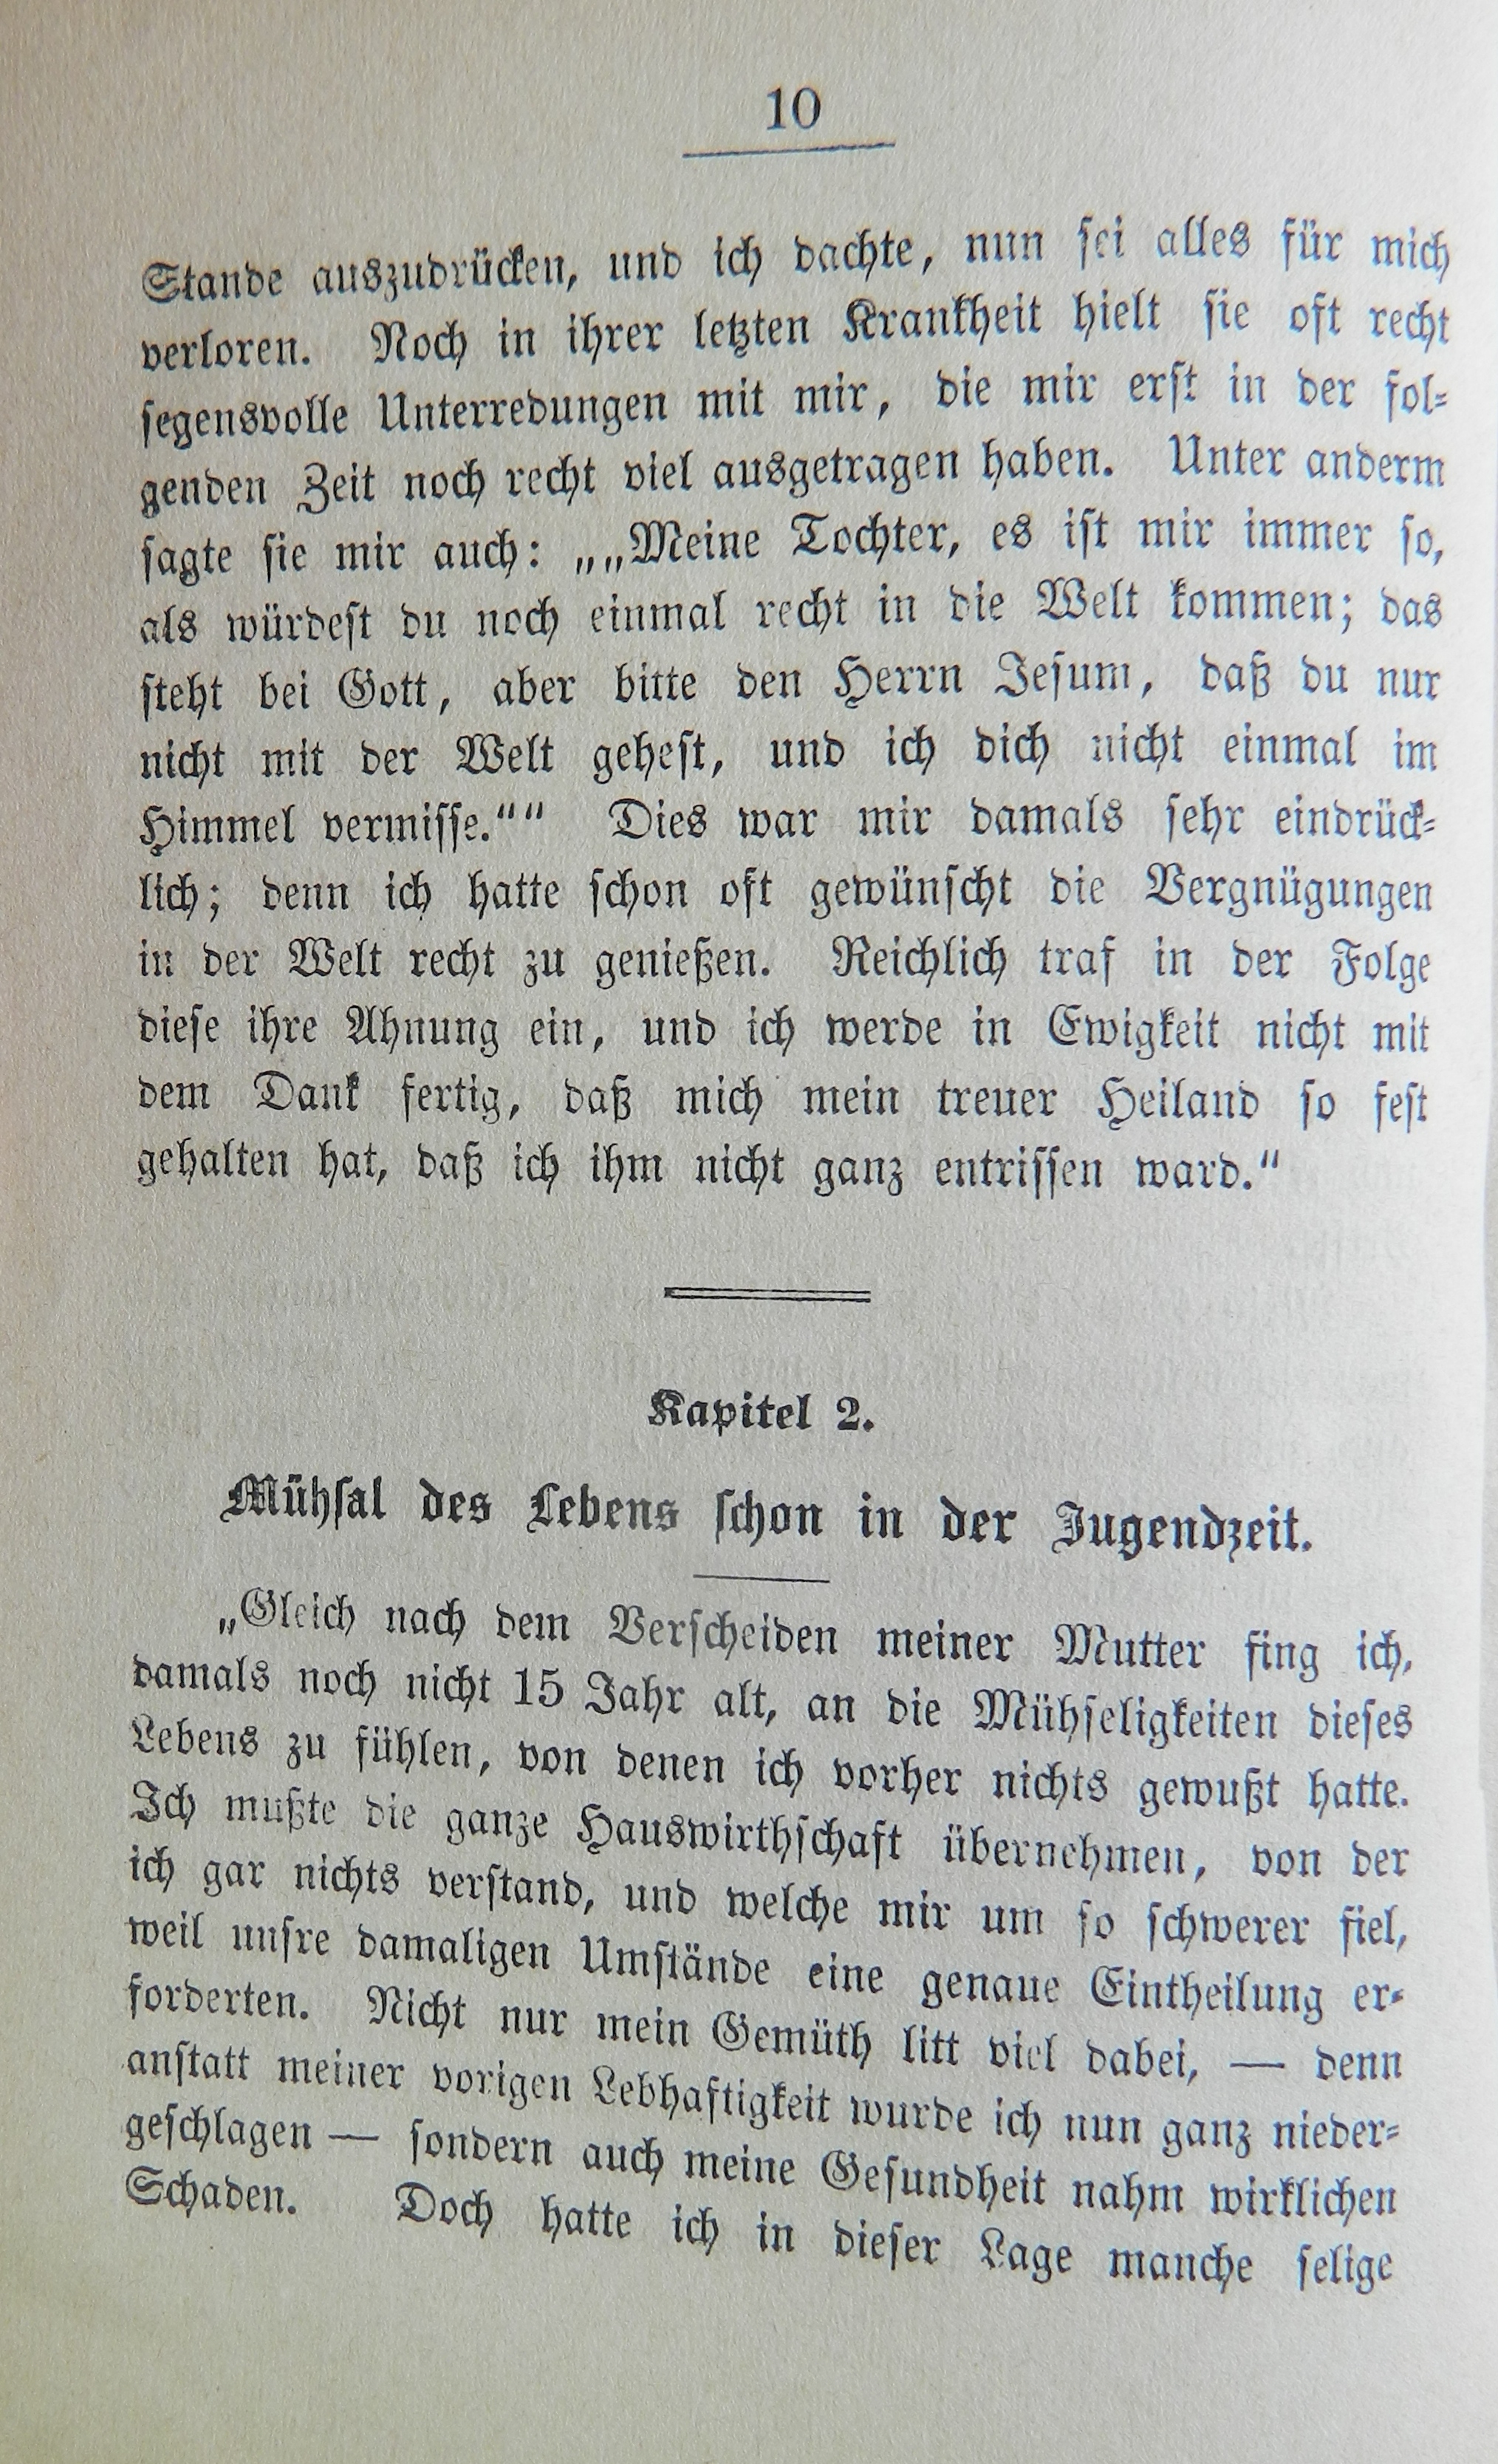 10
Stande auszudrücken, und ich dachte, nun sei alles für mich
verloren. Noch in ihrer letzten Krankheit hielt sie oft recht
segensvolle Unterredungen mit mir, die mir erst in der fol-
genden Zeit noch recht viel ausgetragen haben. Unter anderm
sagte sie mir auch: „„Meine Tochter, es ist mir immer so,
als würdest du noch einmal recht in die Welt kommen; das
steht bei Gott, aber bitte den Herrn Jesum, daß du nur
nicht mit der Welt gehest, und ich dich nicht einmal im
Himmel vermisse.““ Dies war mir damals sehr eindrück-
lich; denn ich hatte schon oft gewünscht die Vergnügungen
in der Welt recht zu genießen. Reichlich traf in der Folge
diese ihre Ahnung ein, und ich werde in Ewigkeit nicht mit
dem Dank fertig, daß mich mein treuer Heiland so fest
gehalten hat, daß ich ihm nicht ganz entrissen ward.“
Kapitel 2.
Mühsal des Lebens schon in der Jugendzeit.
„Gleich nach dem Verscheiden meiner Mutter fing ich,
damals noch nicht 15 Jahr alt, an die Mühseligkeiten dieses
Lebens zu fühlen, von denen ich vorher nichts gewußt hatte.
Ich mußte die ganze Hauswirthschaft übernehmen, von der
ich gar nichts verstand, und welche mir um so schwerer fiel,
weil unsre damaligen Umstände eine genaue Eintheilung er-
forderten. Nicht nur mein Gemüth litt viel dabei, — denn
anstatt meiner vorigen Lebhaftigkeit wurde ich nun ganz nieder-
geschlagen — sondern auch meine Gesundheit nahm wirklichen
Schaden. Doch hatte ich in dieser Lage manche selige